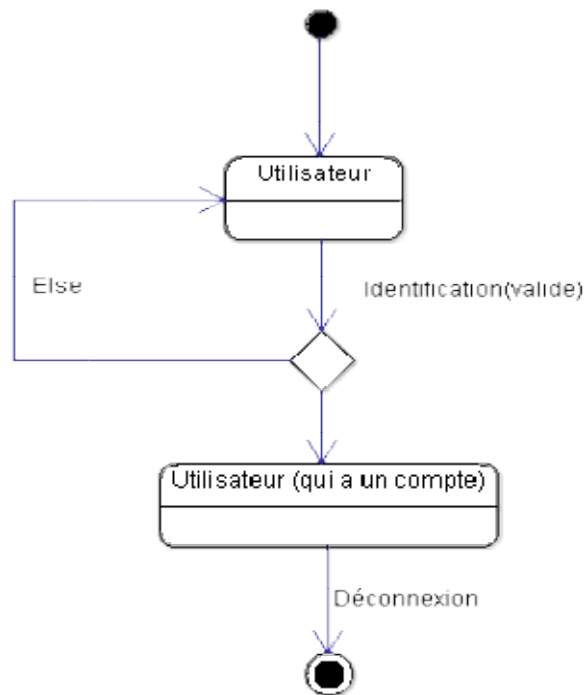 Utilisateur
Else
Identification(valide)
Utilisateur (qui a un compte)
Déconnexion